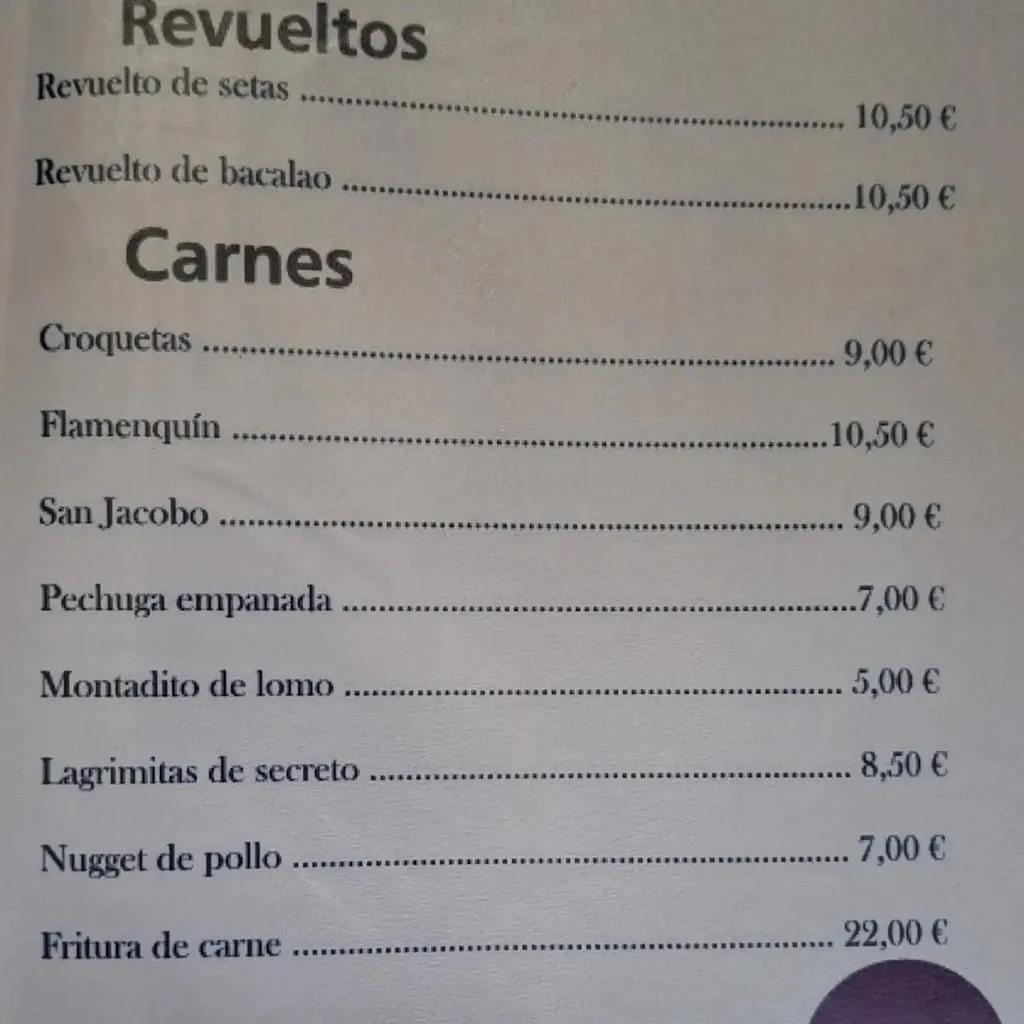 Revueltos
Revuelto de setas ........................................ 10,50 €
Revuelto de bacalao ........................................10,50 €
Carnes
Croquetas ........................................ 9,00 €
Flamenquín ........................................10,50 €
San Jacobo ........................................ 9,00 €
Pechuga empanada ........................................7,00 €
Montadito de lomo ........................................ 5,00 €
Lagrimitas de secreto ........................................ 8,50 €
Nugget de pollo ........................................ 7,00 €
Fritura de carne ........................................ 22,00 €